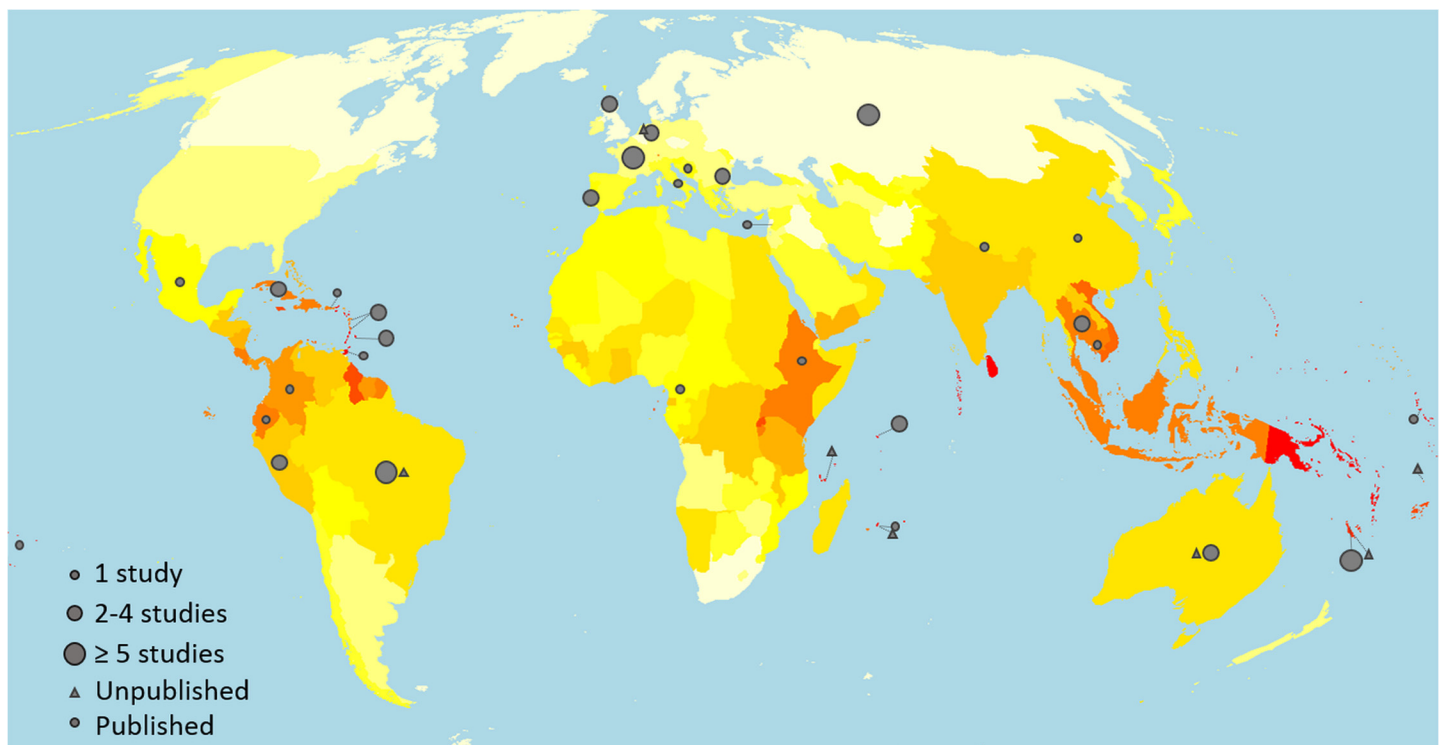 1 study
2-4 studies
≥ 5 studies
Unpublished
Published